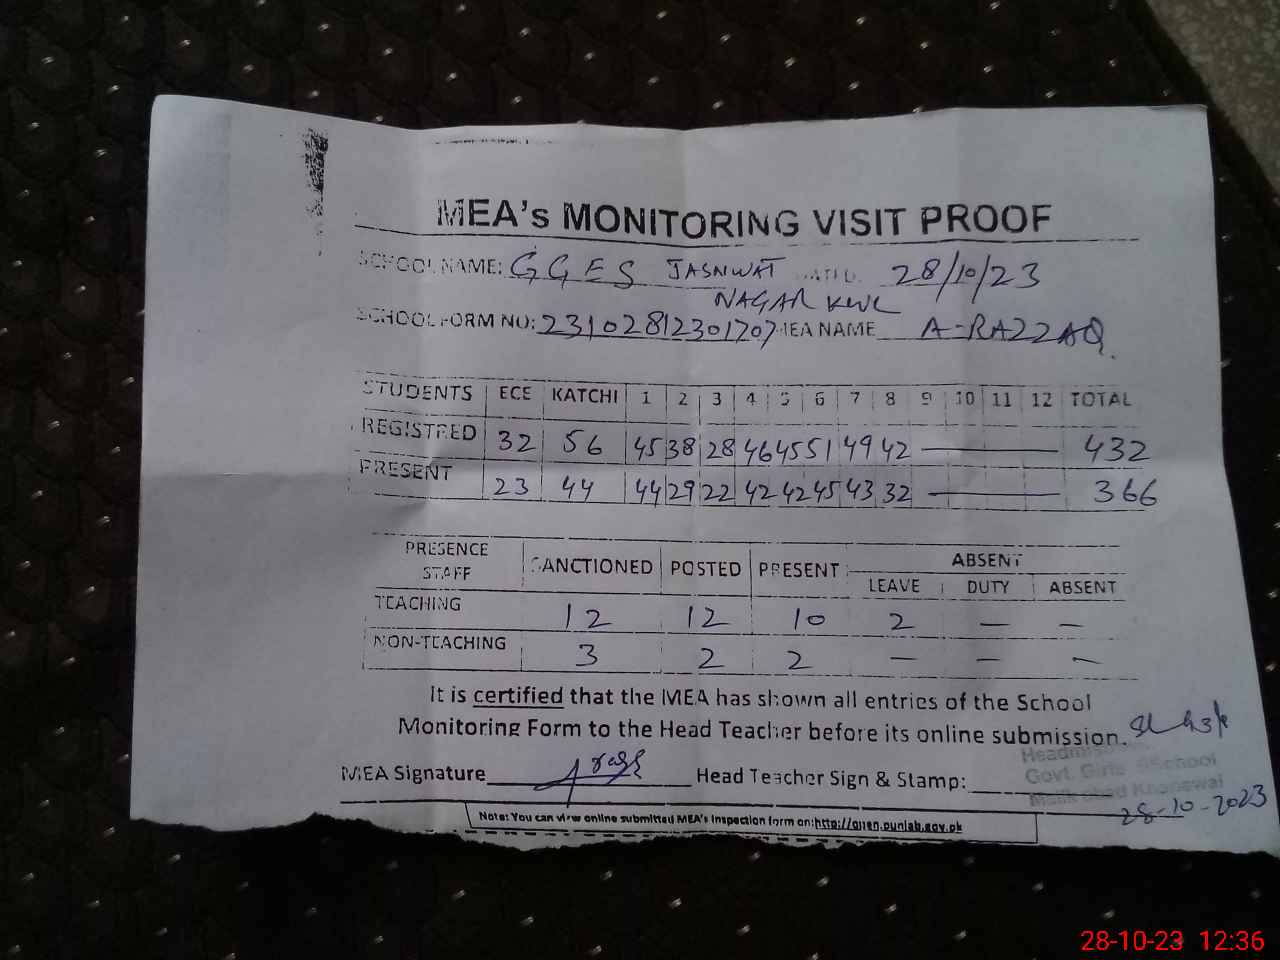 MEA's MONITORING VISIT PROOF
SCHOOL NAME: GGES JASNWAT DATED: 28/10/23
NAGAR KWL
SCHOOL FORM NO: 23102812301707 MEA NAME A-RAZZAQ
STUDENTS ECE KATCHI 1 2 3 4 5 6 7 8 9 10 11 12 TOTAL
REGISTRED 32 56 45 38 28 46 45 51 49 42 — 432
PRESENT 23 44 44 29 22 42 42 45 43 32 — 366
PRESENCE STAFF SANCTIONED POSTED PRESENT ABSENT
LEAVE DUTY ABSENT
TEACHING 12 12 10 2 — —
NON-TEACHING 3 2 2 — — —
It is certified that the MEA has shown all entries of the School
Monitoring Form to the Head Teacher before its online submission.
MEA Signature Head Teacher Sign & Stamp:
Govt. Girls School
28-10-2023
Note: You can view online submitted MEA's Inspection form on:http://open.punjab.gov.pk
28-10-23 12:36